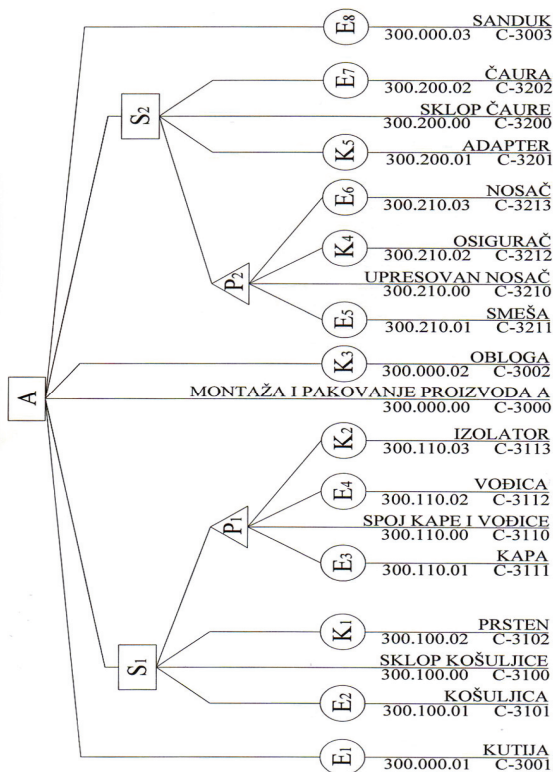 A
S2
S1
P2
P1
E8
SANDUK
300.000.03 C-3003
E7
ČAURA
300.200.02 C-3202
SKLOP ČAURE
300.200.00 C-3200
K5
ADAPTER
300.200.01 C-3201
E6
NOSAČ
300.210.03 C-3213
K4
OSIGURAČ
300.210.02 C-3212
UPRESOVAN NOSAČ
300.210.00 C-3210
E5
SMEŠA
300.210.01 C-3211
K3
OBLOGA
300.000.02 C-3002
MONTAŽA I PAKOVANJE PROIZVODA A
300.000.00 C-3000
K2
IZOLATOR
300.110.03 C-3113
E4
VOĐICA
300.110.02 C-3112
SPOJ KAPE I VOĐICE
300.110.00 C-3110
E3
KAPA
300.110.01 C-3111
K1
PRSTEN
300.100.02 C-3102
SKLOP KOŠULJICE
300.100.00 C-3100
E2
KOŠULJICA
300.100.01 C-3101
E1
KUTIJA
300.000.01 C-3001